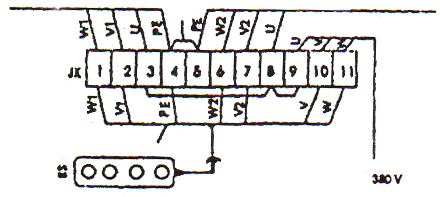 W1 V1 U PE PE W2 V2 U U V W
JX 1 2 3 4 5 6 7 8 9 10 11
W1 V1 PE W2 V2 V W
BS
380 V